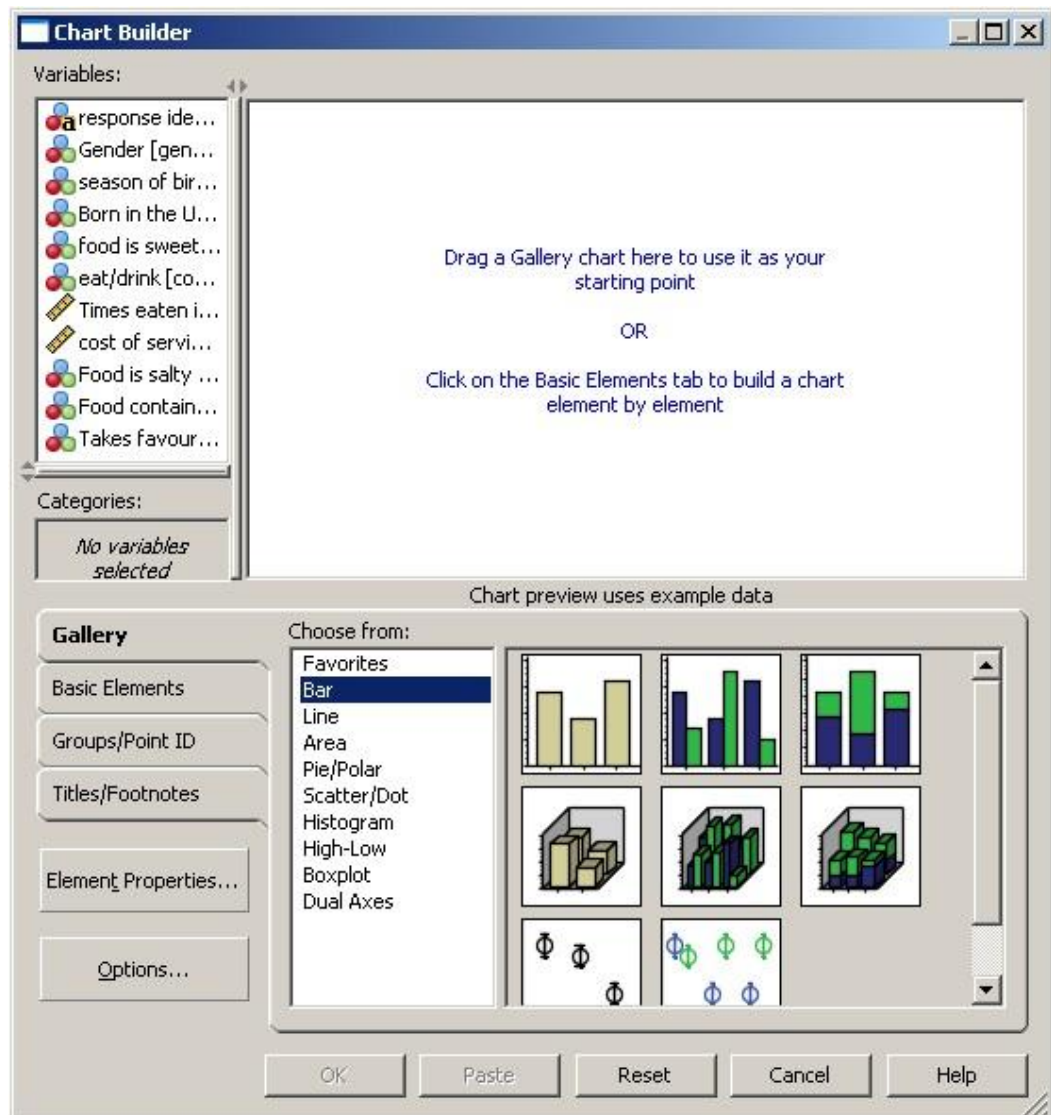 Chart Builder
Variables:
response ide...
Gender [gen...
season of bir...
Born in the U...
food is sweet...
eat/drink [co...
Times eaten i...
cost of servi...
Food is salty ...
Food contain...
Takes favour...
Drag a Gallery chart here to use it as your
starting point
OR
Click on the Basic Elements tab to build a chart
element by element
Categories:
No variables
selected
Chart preview uses example data
Gallery
Basic Elements
Groups/Point ID
Titles/Footnotes
Element Properties...
Options...
Choose from:
Favorites
Bar
Line
Area
Pie/Polar
Scatter/Dot
Histogram
High-Low
Boxplot
Dual Axes
OK
Paste
Reset
Cancel
Help